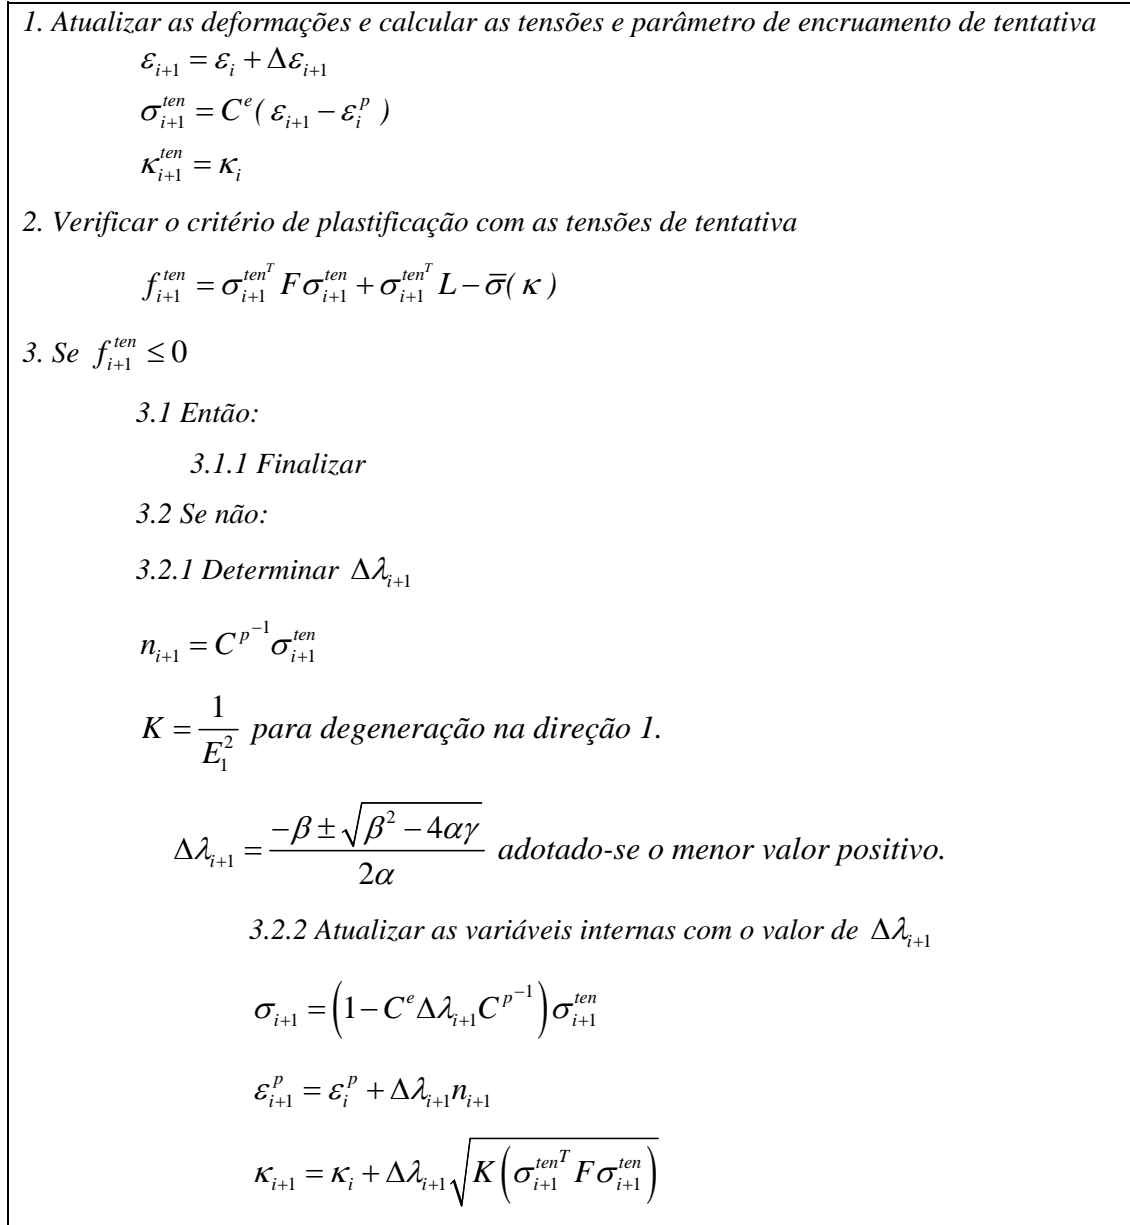 1. Atualizar as deformações e calcular as tensões e parâmetro de encruamento de tentativa
ε_{i+1} = ε_i + Δε_{i+1}
σ_{i+1}^{ten} = C^e( ε_{i+1} − ε_i^p )
κ_{i+1}^{ten} = κ_i
2. Verificar o critério de plastificação com as tensões de tentativa
f_{i+1}^{ten} = σ_{i+1}^{ten^T} F σ_{i+1}^{ten} + σ_{i+1}^{ten^T} L − σ̅( κ )
3. Se f_{i+1}^{ten} ≤ 0
3.1 Então:
3.1.1 Finalizar
3.2 Se não:
3.2.1 Determinar Δλ_{i+1}
n_{i+1} = C^{p^{-1}} σ_{i+1}^{ten}
K = \frac{1}{E_1^2} para degeneração na direção 1.
Δλ_{i+1} = \frac{−β ± \sqrt{β^2 − 4αγ}}{2α} adotado-se o menor valor positivo.
3.2.2 Atualizar as variáveis internas com o valor de Δλ_{i+1}
σ_{i+1} = (1 − C^e Δλ_{i+1} C^{p^{-1}}) σ_{i+1}^{ten}
ε_{i+1}^p = ε_i^p + Δλ_{i+1} n_{i+1}
κ_{i+1} = κ_i + Δλ_{i+1} \sqrt{K (σ_{i+1}^{ten^T} F σ_{i+1}^{ten})}